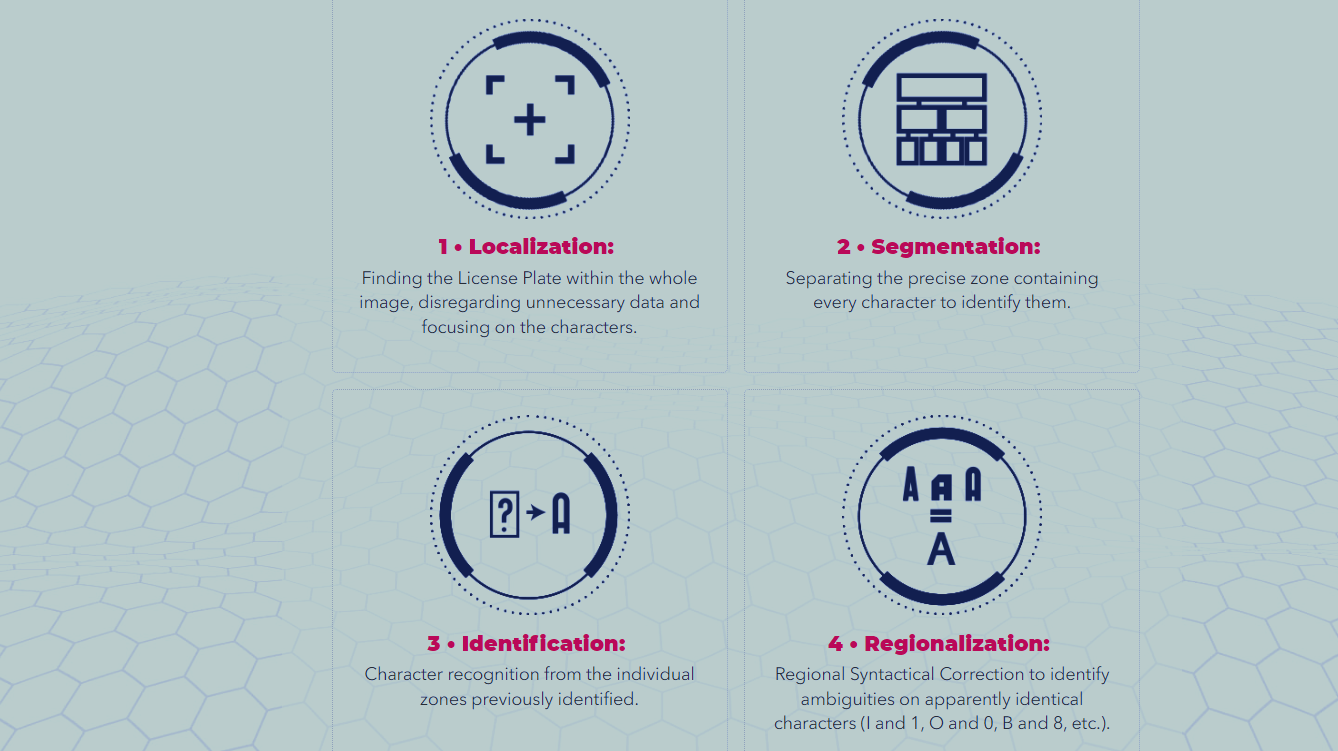 1 • Localization:
Finding the License Plate within the whole
image, disregarding unnecessary data and
focusing on the characters.
2 • Segmentation:
Separating the precise zone containing
every character to identify them.
? A
3 • Identification:
Character recognition from the individual
zones previously identified.
A a A
=
A
4 • Regionalization:
Regional Syntactical Correction to identify
ambiguities on apparently identical
characters (I and 1, O and 0, B and 8, etc.).